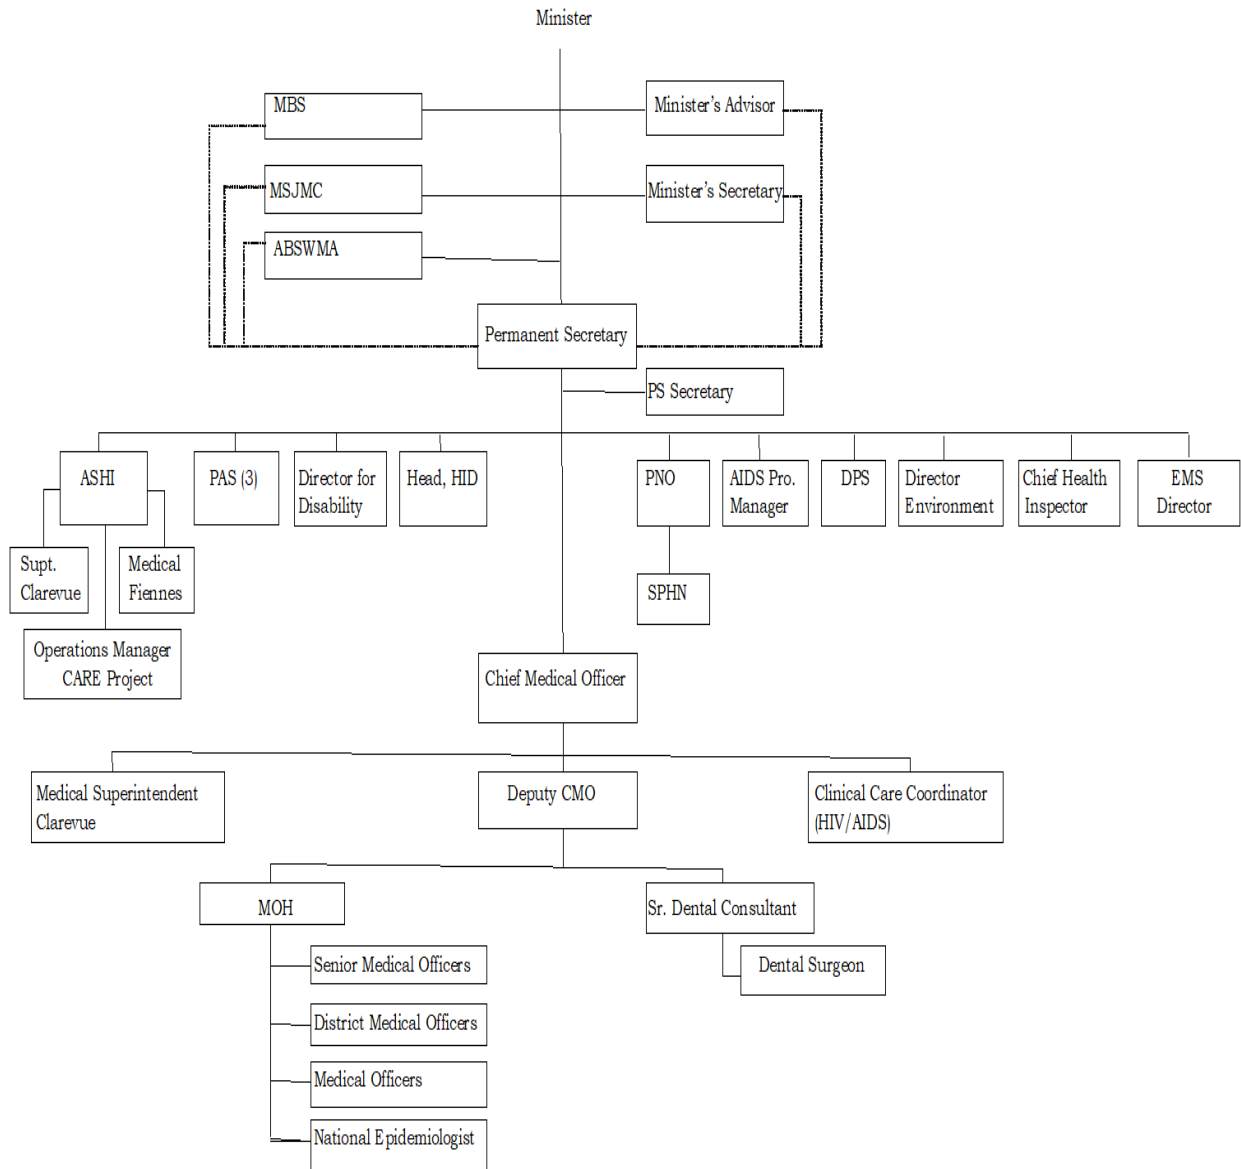 Minister
MBS
Minister's Advisor
MSJMC
Minister's Secretary
ABSWMA
Permanent Secretary
PS Secretary
ASHI
PAS (3)
Director for
Disability
Head, HID
PNO
AIDS Pro.
Manager
DPS
Director
Environment
Chief Health
Inspector
EMS
Director
Supt.
Clarevue
Medical
Fiennes
SPHN
Operations Manager
CARE Project
Chief Medical Officer
Medical Superintendent
Clarevue
Deputy CMO
Clinical Care Coordinator
(HIV/AIDS)
MOH
Sr. Dental Consultant
Senior Medical Officers
Dental Surgeon
District Medical Officers
Medical Officers
National Epidemiologist